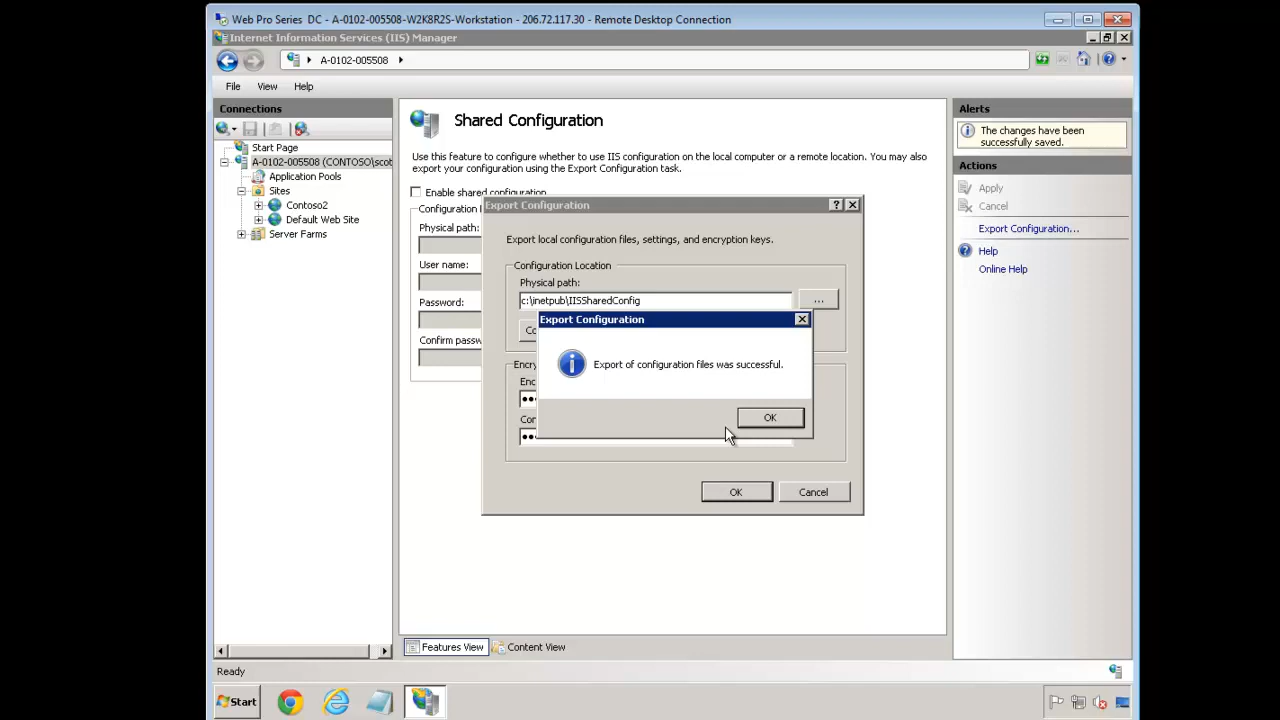 Web Pro Series DC - A-0102-005508-W2K8R2S-Workstation - 206.72.117.30 - Remote Desktop Connection
Internet Information Services (IIS) Manager
A-0102-005508
File View Help
Connections
Start Page
A-0102-005508 (CONTOSO\scot
Application Pools
Sites
Contoso2
Default Web Site
Server Farms
Shared Configuration
Use this feature to configure whether to use IIS configuration on the local computer or a remote location. You may also
export your configuration using the Export Configuration task.
Enable shared configuration
Configuration
Physical path:
User name:
Password:
Confirm passw
Export Configuration
Export local configuration files, settings, and encryption keys.
Configuration Location
Physical path:
c:\inetpub\IISSharedConfig
...
Co
Encry
Enc
Con
Export Configuration
Export of configuration files was successful.
OK
OK Cancel
Alerts
The changes have been
successfully saved.
Actions
Apply
Cancel
Export Configuration...
Help
Online Help
Features View Content View
Ready
Start